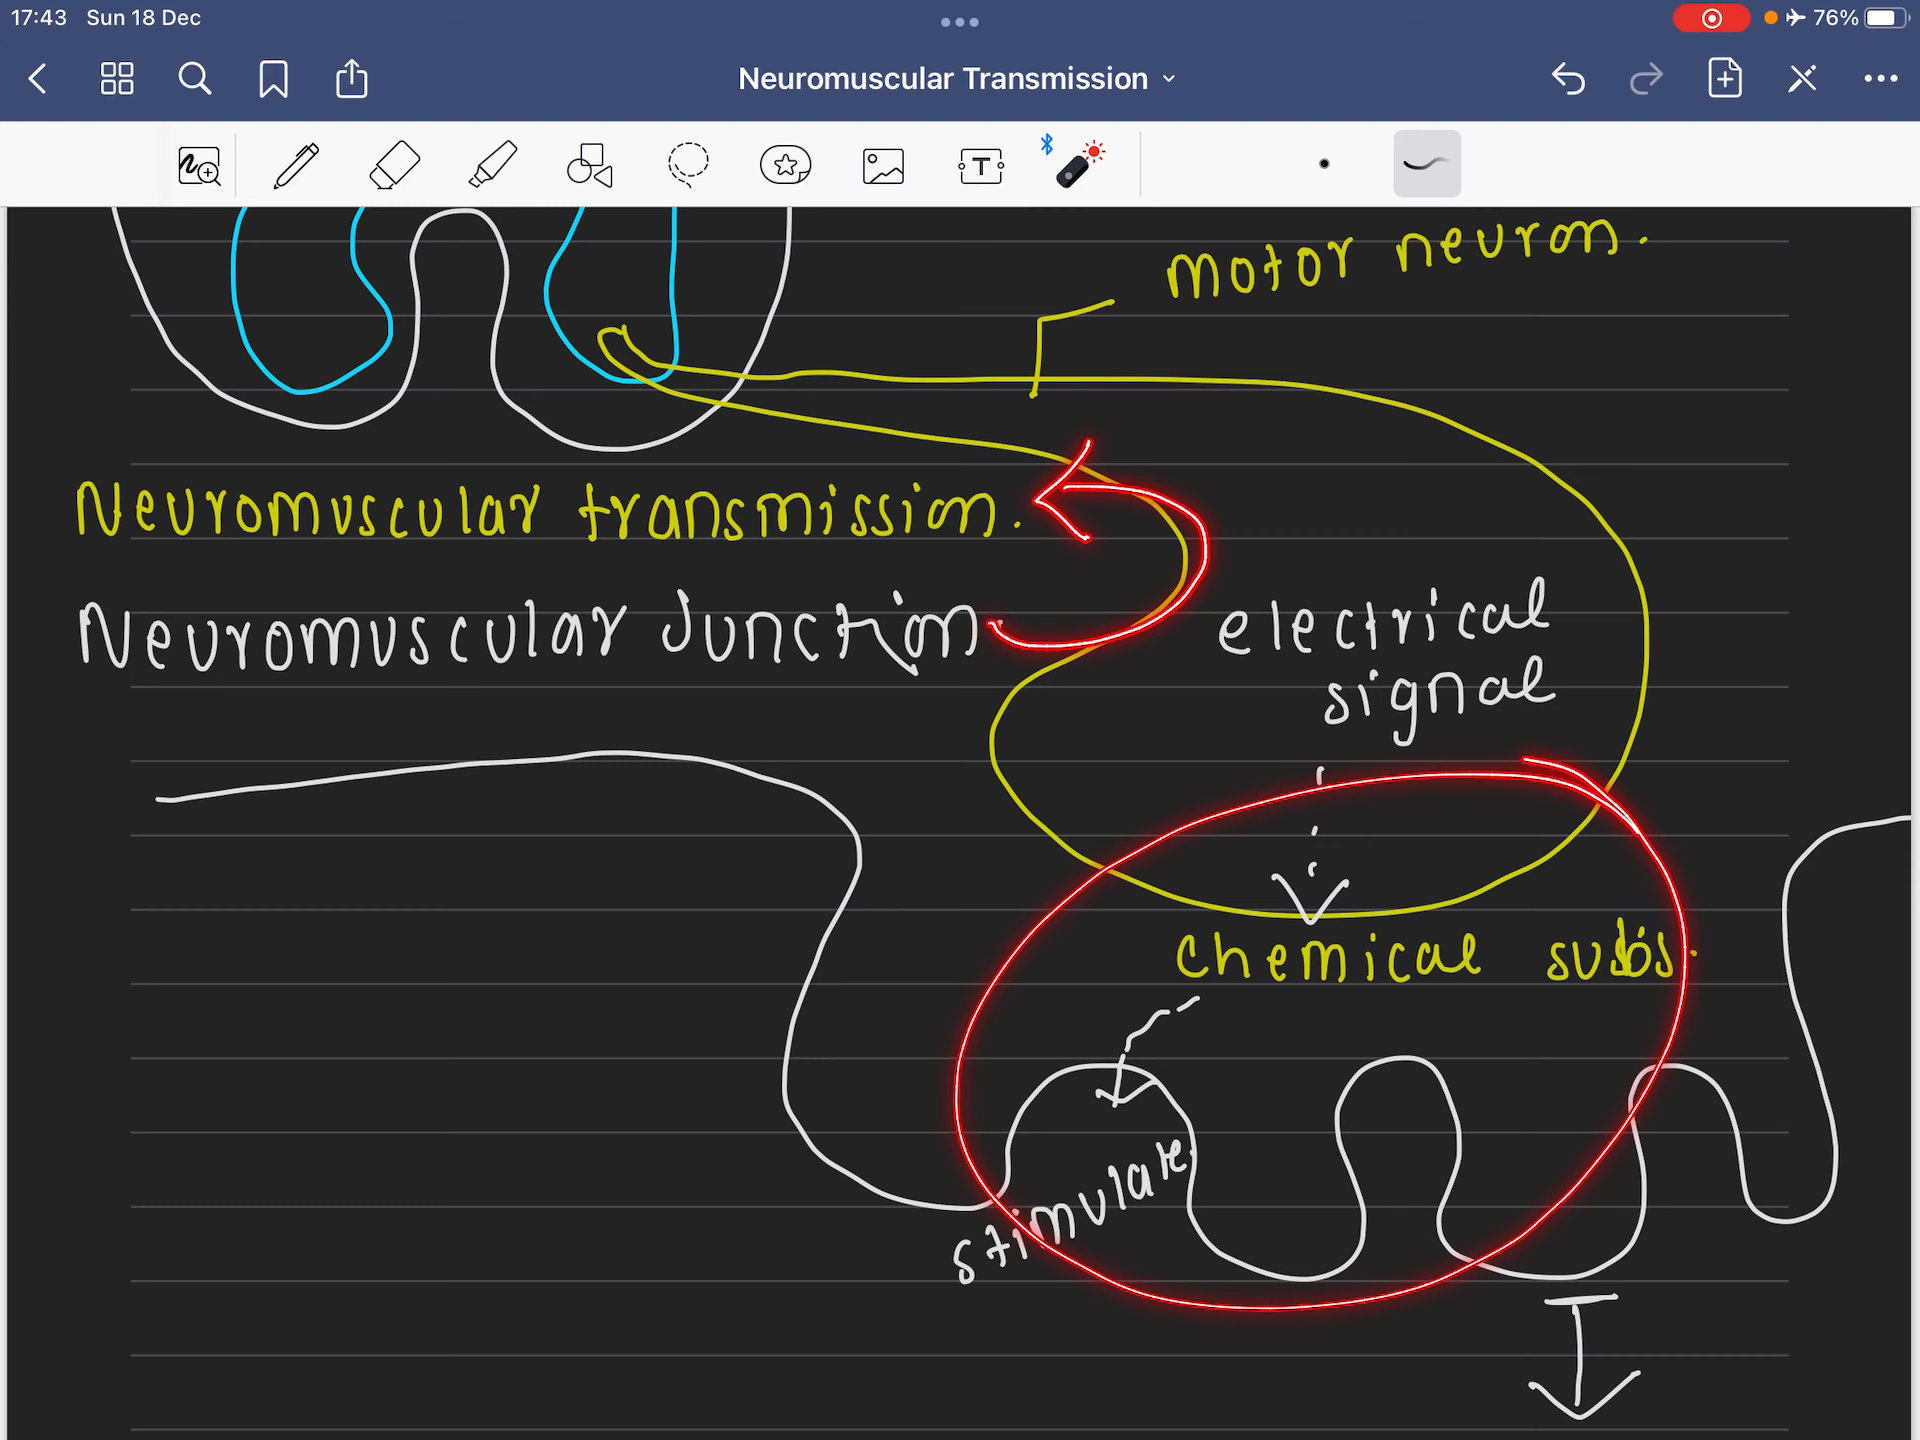 17:43 Sun 18 Dec
76%
Neuromuscular Transmission
T
motor neuron.
Neuromuscular transmission.
Neuromuscular Junction
electrical
signal
chemical subs.
stimulate